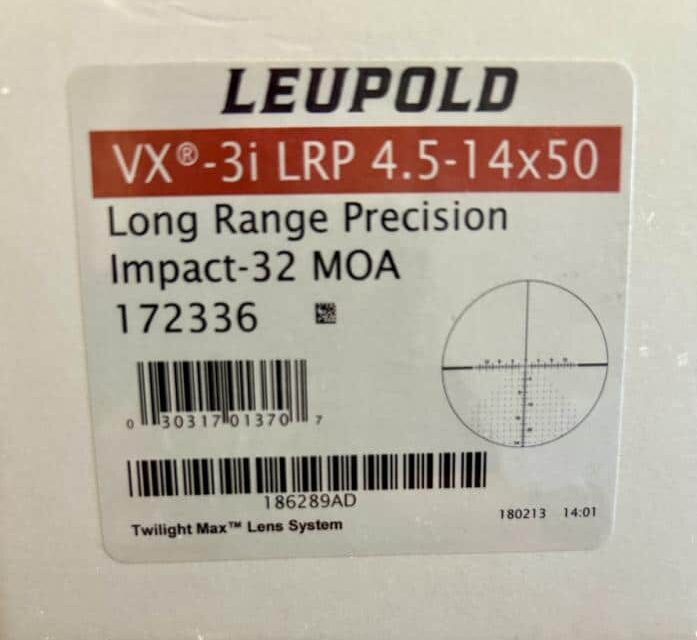 LEUPOLD
VX®-3i LRP 4.5-14x50
Long Range Precision
Impact-32 MOA
172336
0 30317 01370 7
186289AD
Twilight Max™ Lens System
180213 14:01